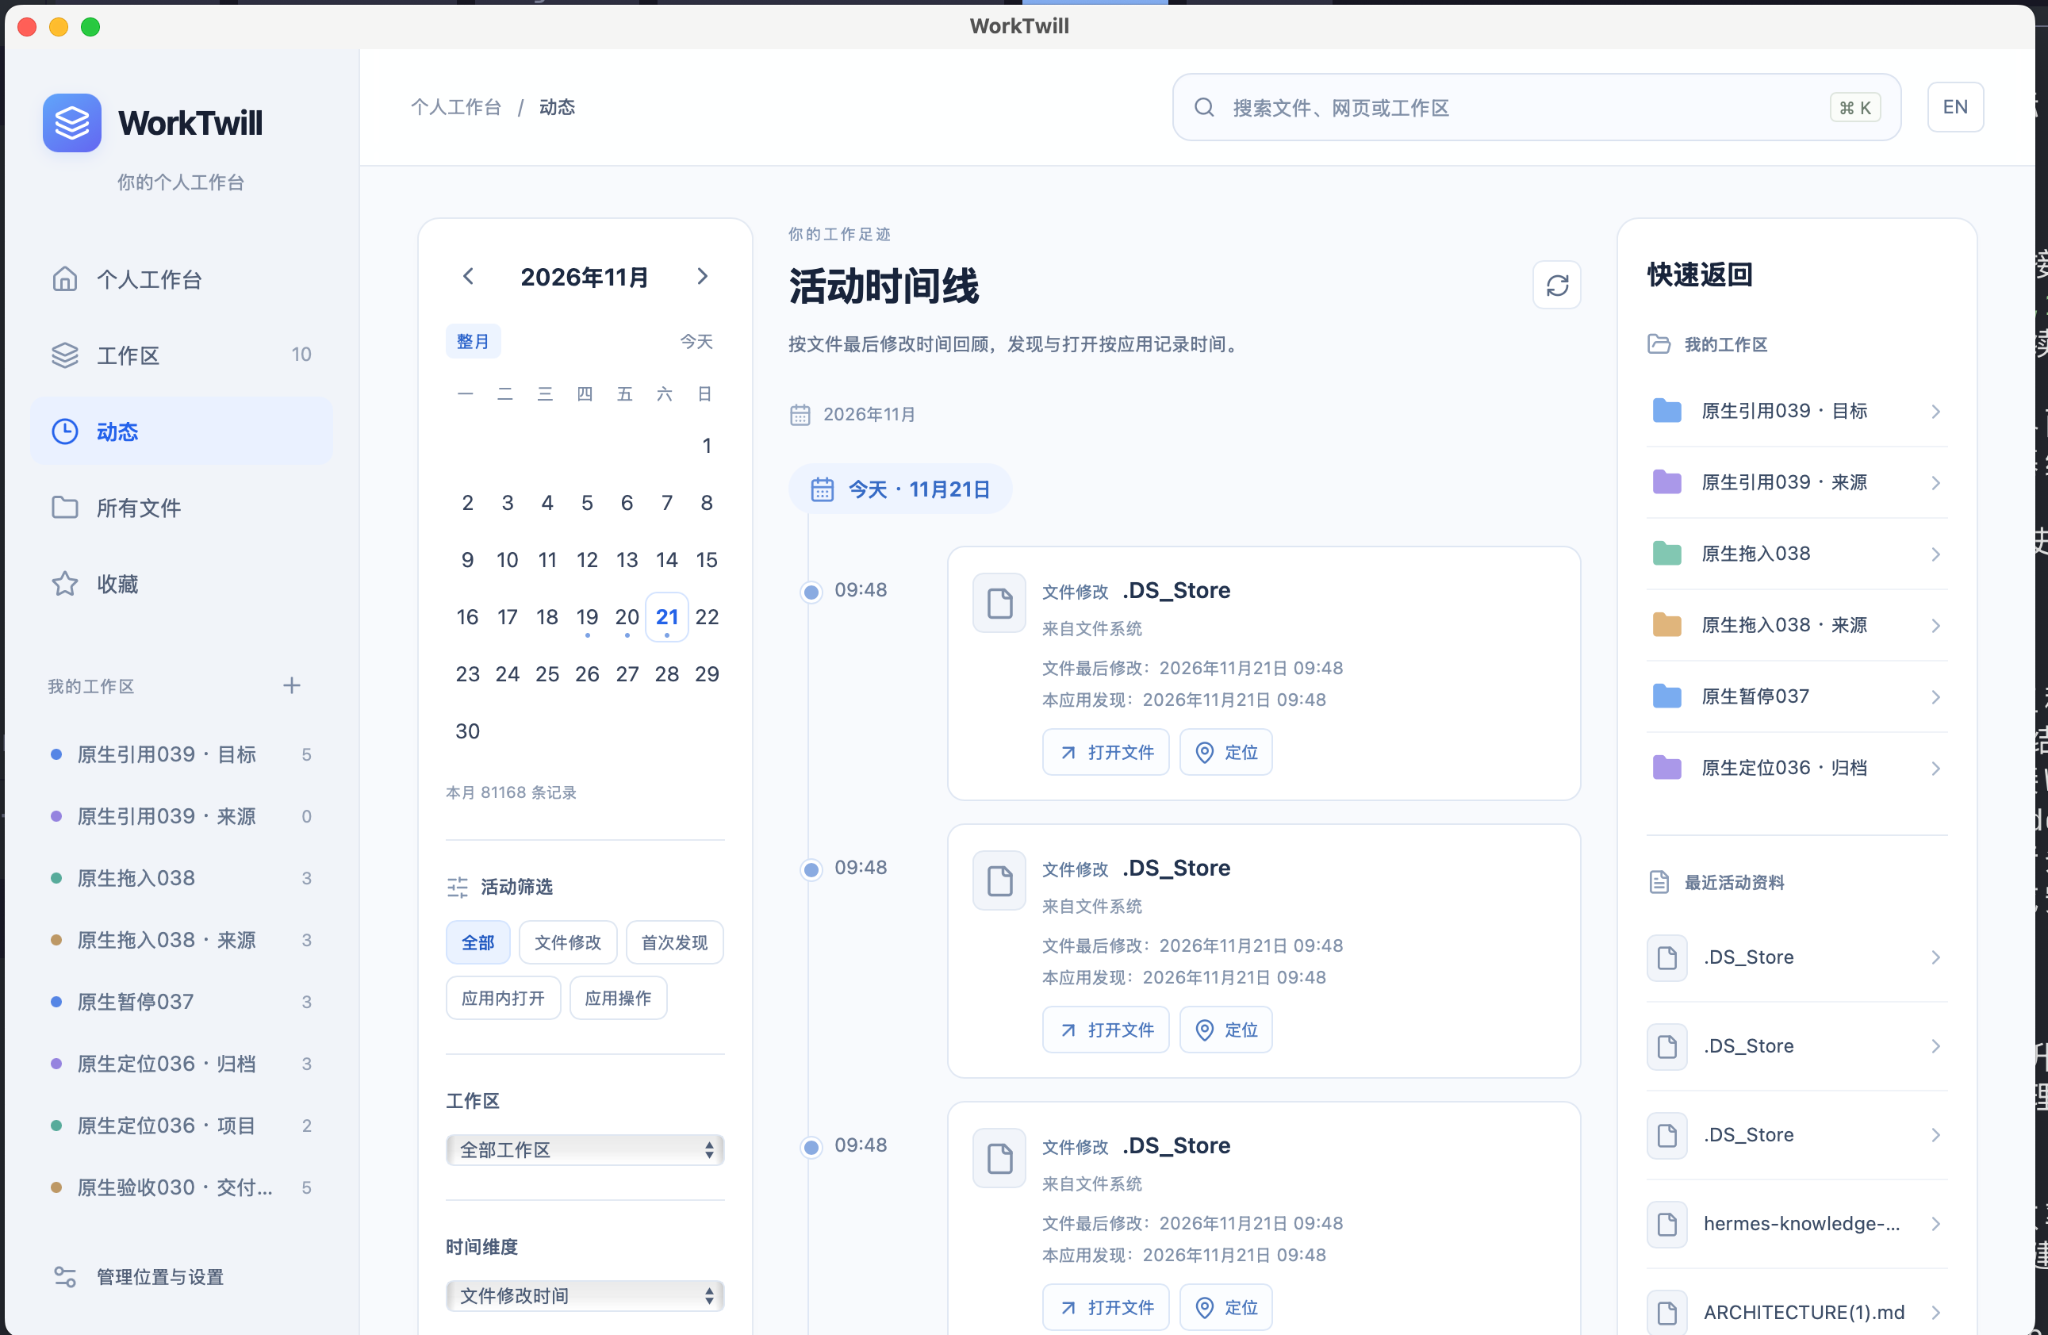 WorkTwill
WorkTwill
你的个人工作台
个人工作台
工作区 10
动态
所有文件
收藏
我的工作区
原生引用039 · 目标 5
原生引用039 · 来源 0
原生拖入038 3
原生拖入038 · 来源 3
原生暂停037 3
原生定位036 · 归档 3
原生定位036 · 项目 2
原生验收030 · 交付... 5
管理位置与设置
个人工作台 / 动态
搜索文件、网页或工作区 ⌘ K
EN
2026年11月
整月 今天
一 二 三 四 五 六 日
1
2 3 4 5 6 7 8
9 10 11 12 13 14 15
16 17 18 19 20 21 22
23 24 25 26 27 28 29
30
本月 81168 条记录
活动筛选
全部 文件修改 首次发现
应用内打开 应用操作
工作区
全部工作区
时间维度
文件修改时间
你的工作足迹
活动时间线
按文件最后修改时间回顾，发现与打开按应用记录时间。
2026年11月
今天 · 11月21日
09:48
文件修改 .DS_Store
来自文件系统
文件最后修改：2026年11月21日 09:48
本应用发现：2026年11月21日 09:48
打开文件 定位
09:48
文件修改 .DS_Store
来自文件系统
文件最后修改：2026年11月21日 09:48
本应用发现：2026年11月21日 09:48
打开文件 定位
09:48
文件修改 .DS_Store
来自文件系统
文件最后修改：2026年11月21日 09:48
本应用发现：2026年11月21日 09:48
打开文件 定位
快速返回
我的工作区
原生引用039 · 目标
原生引用039 · 来源
原生拖入038
原生拖入038 · 来源
原生暂停037
原生定位036 · 归档
最近活动资料
.DS_Store
.DS_Store
.DS_Store
hermes-knowledge-...
ARCHITECTURE(1).md